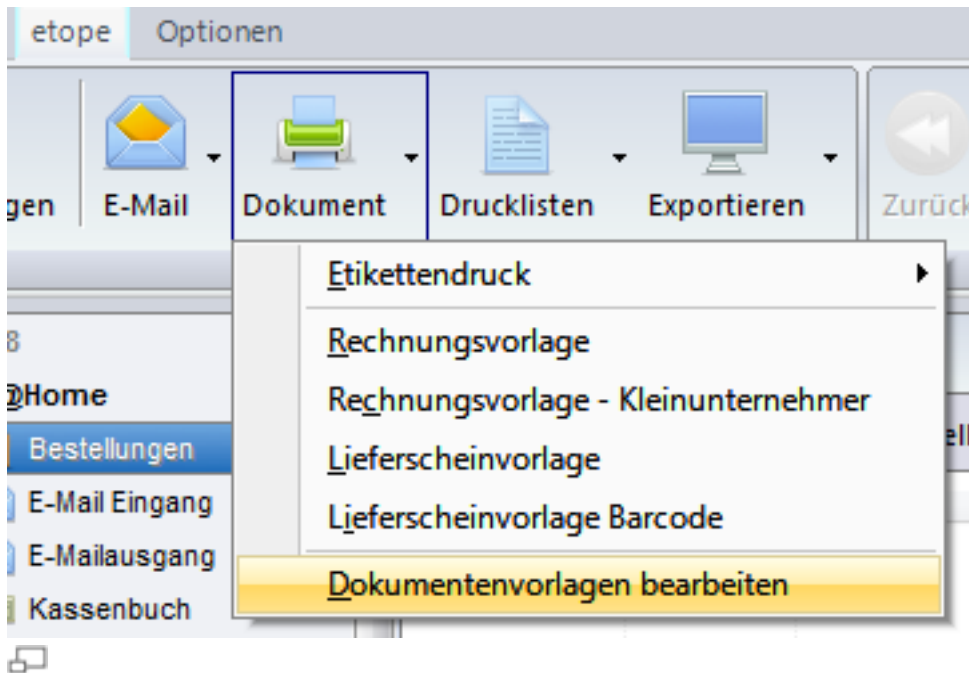 etope Optionen
gen E-Mail Dokument Drucklisten Exportieren Zurück
Etikettendruck
8
Rechnungsvorlage
@Home
Rechnungsvorlage - Kleinunternehmer
Bestellungen
Lieferscheinvorlage
ell
E-Mail Eingang
Lieferscheinvorlage Barcode
E-Mailausgang
Dokumentenvorlagen bearbeiten
Kassenbuch